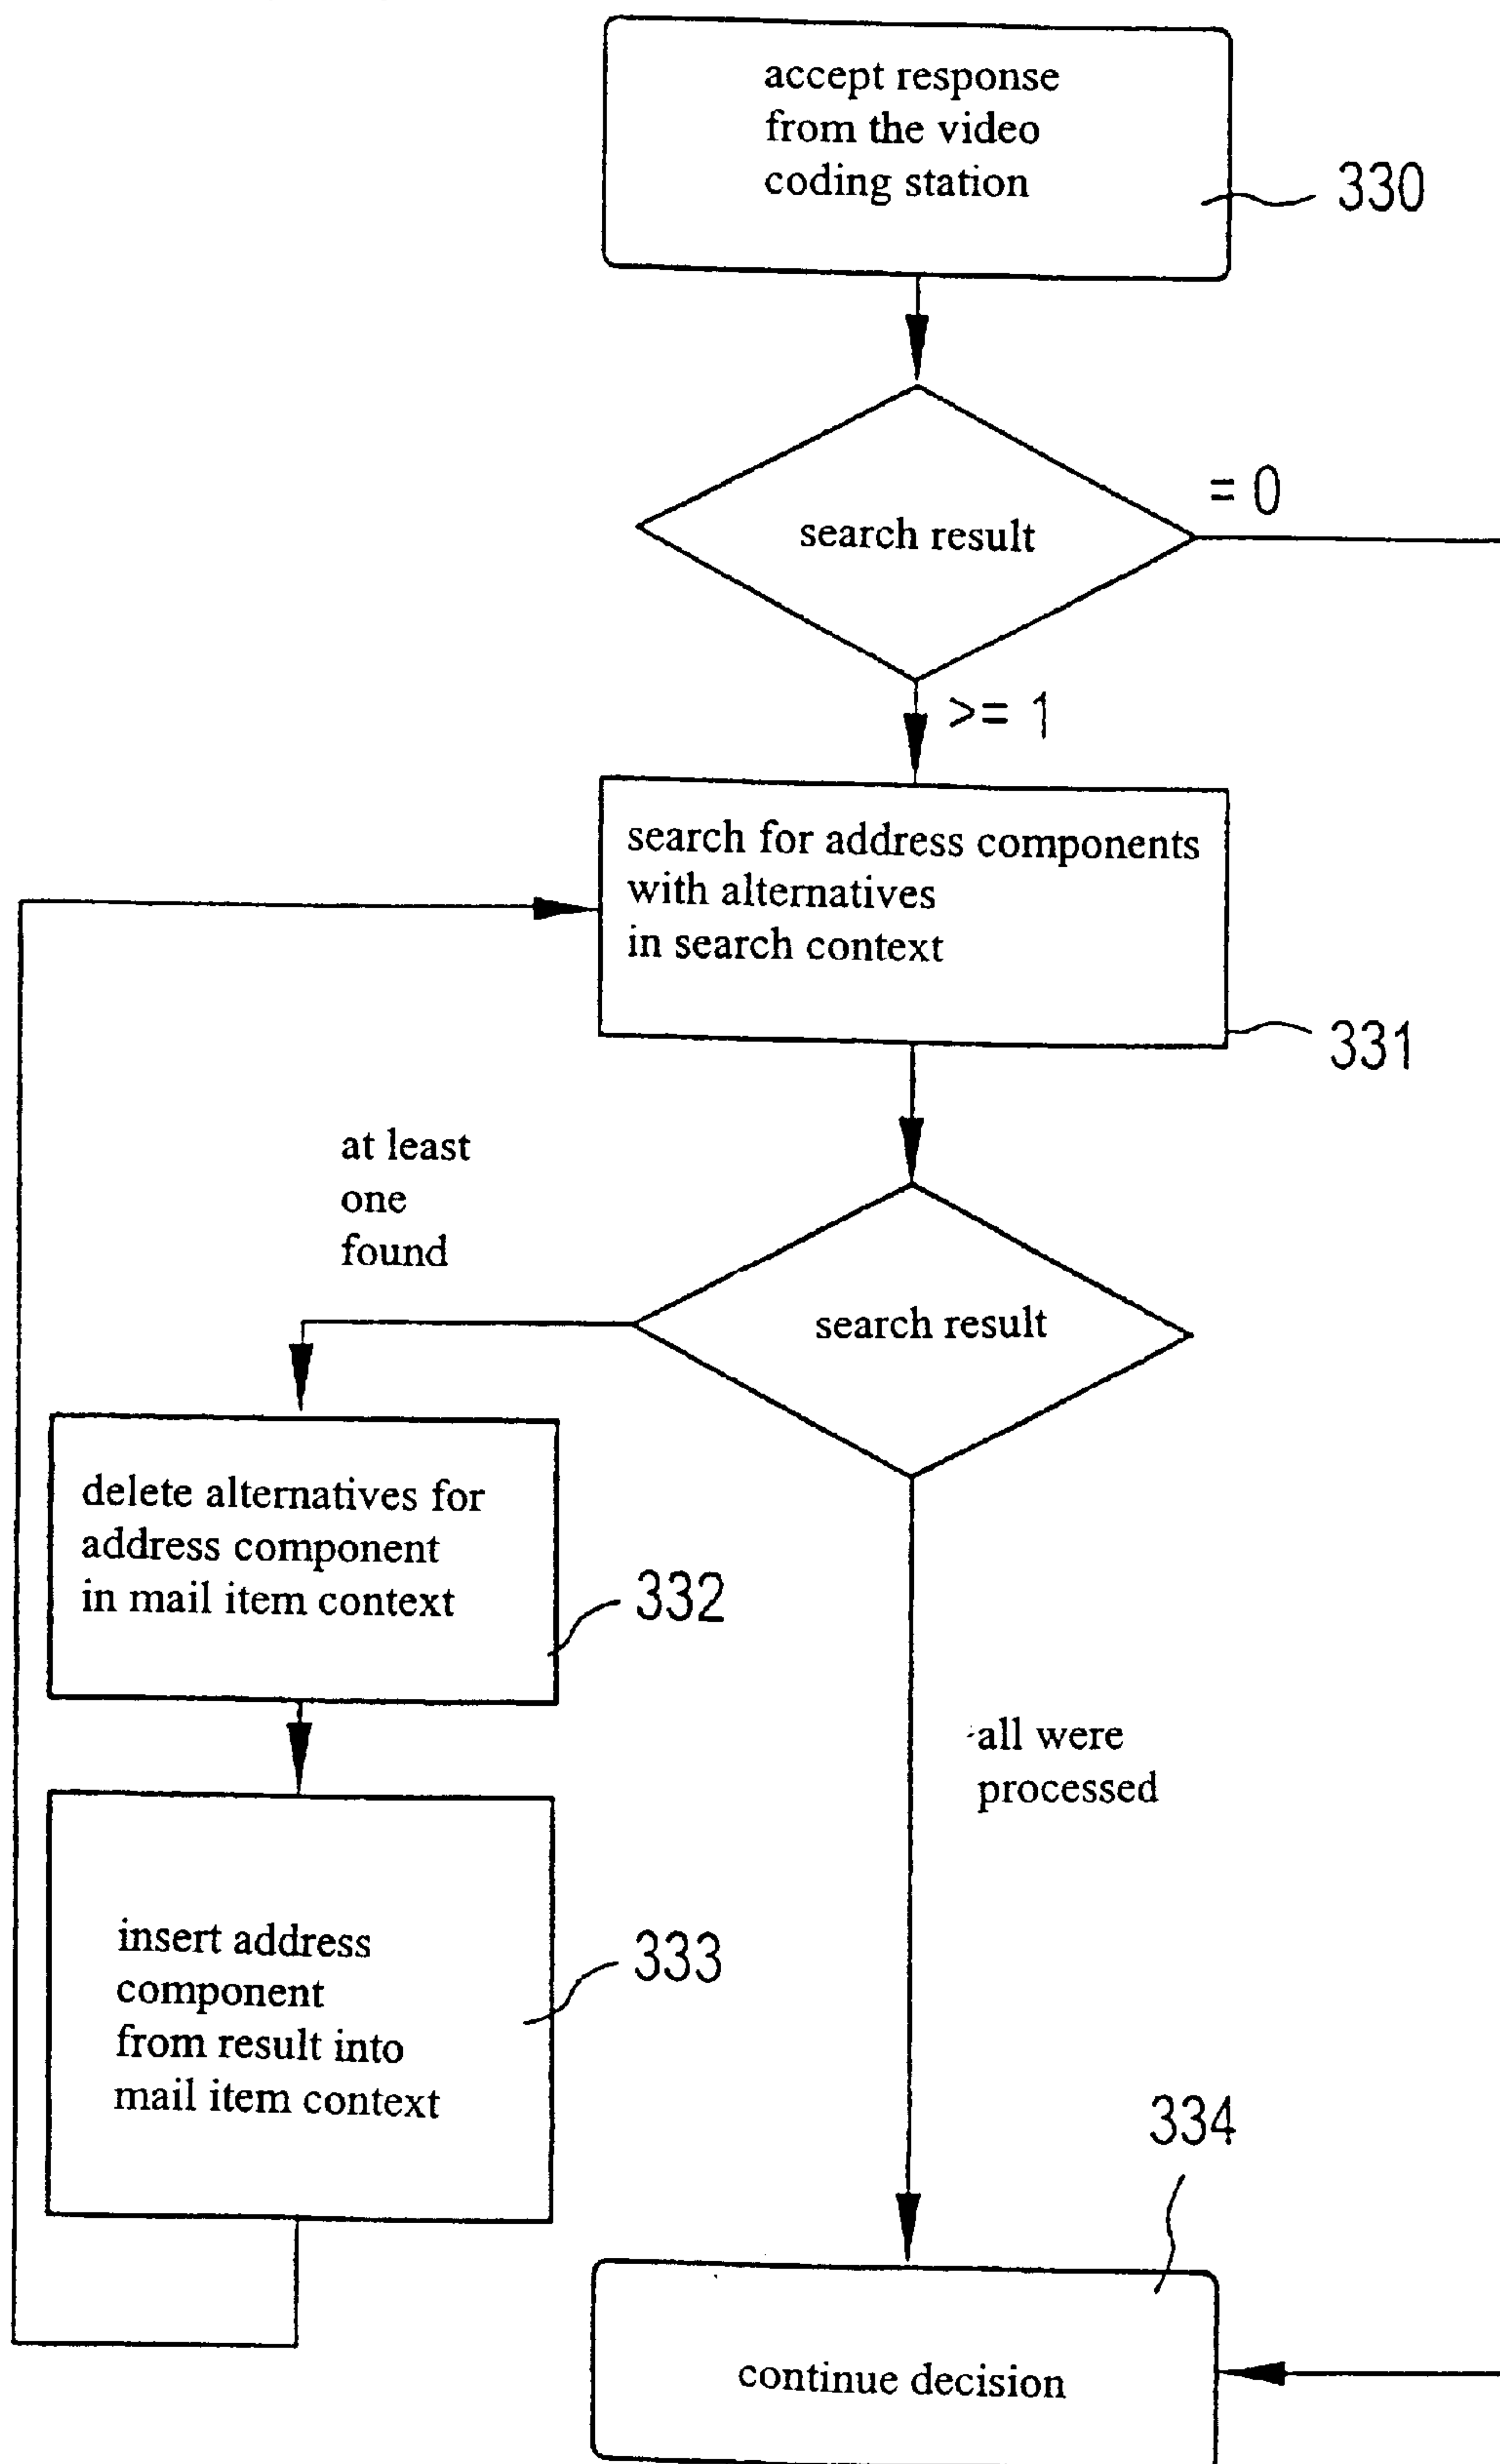 accept response
from the video
coding station
330
search result
= 0
>= 1
search for address components
with alternatives
in search context
331
at least
one
found
search result
delete alternatives for
address component
in mail item context
332
all were
processed
insert address
component
from result into
mail item context
333
334
continue decision